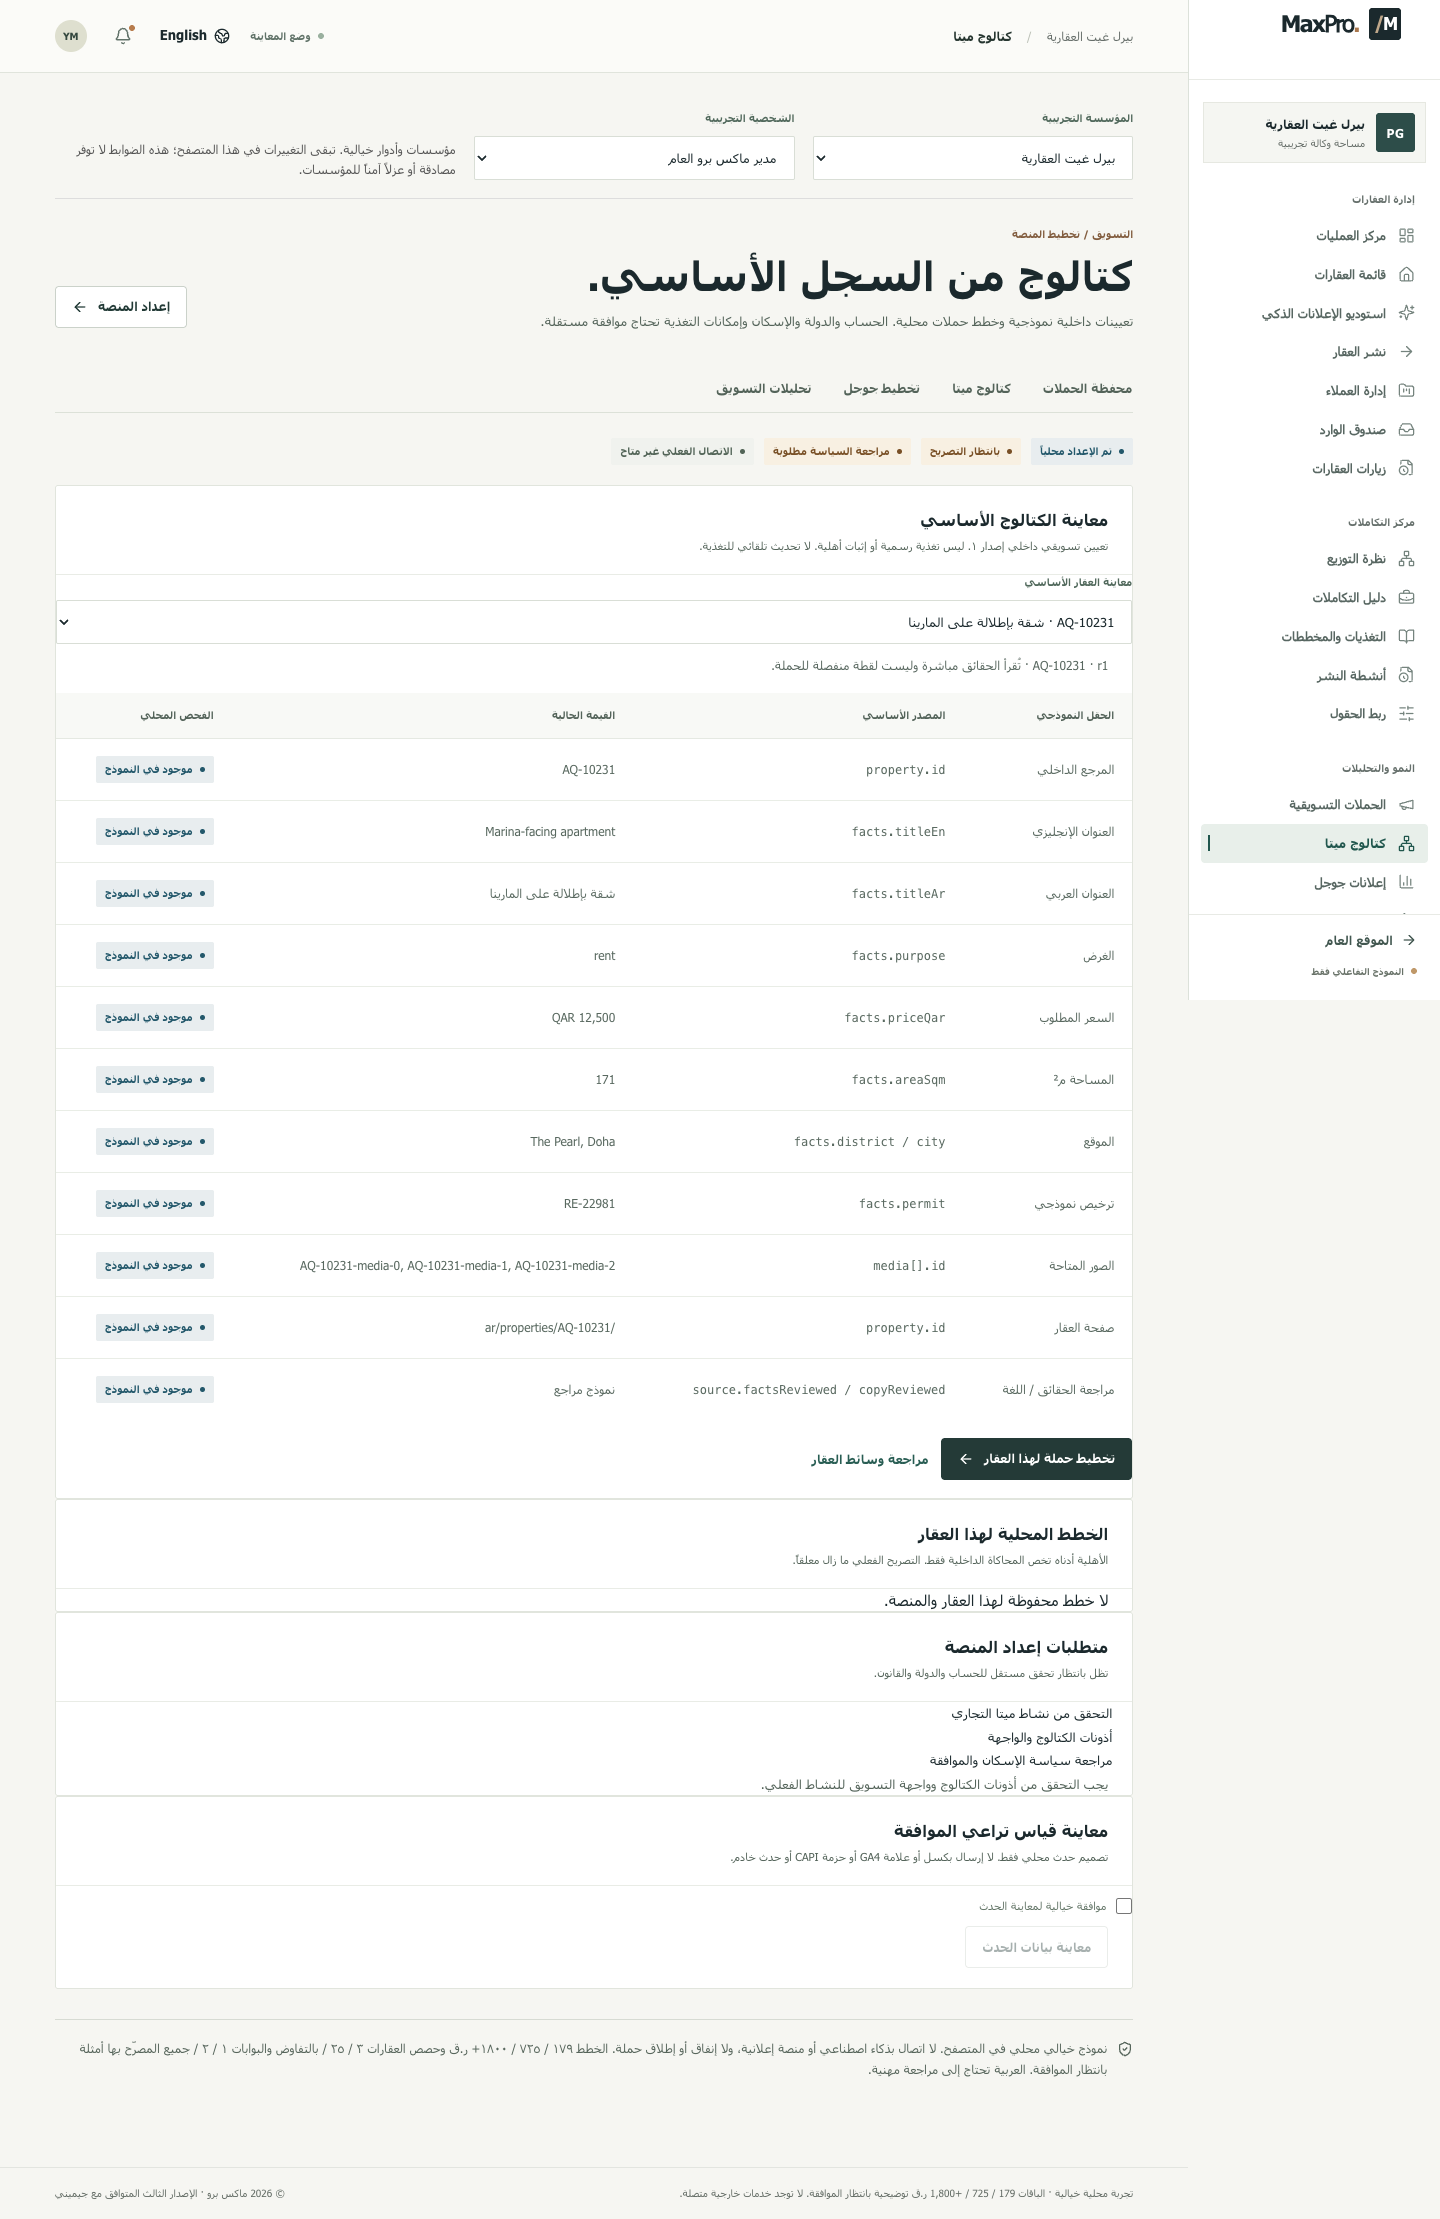 MaxPro.
/M
PG
بيرل غيت العقارية
مساحة وكالة تجريبية
إدارة العقارات
مركز العمليات
قائمة العقارات
استوديو الإعلانات الذكي
نشر العقار
إدارة العملاء
صندوق الوارد
زيارات العقارات
مركز التكاملات
نظرة التوزيع
دليل التكاملات
التغذيات والمخططات
أنشطة النشر
ربط الحقول
النمو والتحليلات
الحملات التسويقية
كتالوج ميتا
إعلانات جوجل
الموقع العام
النموذج التفاعلي فقط
بيرل غيت العقارية / كتالوج ميتا
وضع المعاينة
English
YM
المؤسسة التجريبية
بيرل غيت العقارية
الشخصية التجريبية
مدير ماكس برو العام
مؤسسات وأدوار خيالية. تبقى التغييرات في هذا المتصفح؛ هذه الضوابط لا توفر
مصادقة أو عزلاً آمناً للمؤسسات.
التسويق / تخطيط المنصة
كتالوج من السجل الأساسي.
تعيينات داخلية نموذجية وخطط حملات محلية. الحساب والدولة والإسكان وإمكانات التغذية تحتاج موافقة مستقلة.
إعداد المنصة
محفظة الحملات
كتالوج ميتا
تخطيط جوجل
تحليلات التسويق
تم الإعداد محلياً
بانتظار التصريح
مراجعة السياسة مطلوبة
الاتصال الفعلي غير متاح
معاينة الكتالوج الأساسي
تعيين تسويقي داخلي إصدار ١. ليس تغذية رسمية أو إثبات أهلية. لا تحديث تلقائي للتغذية.
معاينة العقار الأساسي
AQ-10231 · شقة بإطلالة على المارينا
AQ-10231 · r1 · تُقرأ الحقائق مباشرة وليست لقطة منفصلة للحملة.
الحقل النموذجي المصدر الأساسي القيمة الحالية الفحص المحلي
المرجع الداخلي property.id AQ-10231 موجود في النموذج
العنوان الإنجليزي facts.titleEn Marina-facing apartment موجود في النموذج
العنوان العربي facts.titleAr شقة بإطلالة على المارينا موجود في النموذج
الغرض facts.purpose rent موجود في النموذج
السعر المطلوب facts.priceQar QAR 12,500 موجود في النموذج
المساحة م² facts.areaSqm 171 موجود في النموذج
الموقع facts.district / city The Pearl, Doha موجود في النموذج
ترخيص نموذجي facts.permit RE-22981 موجود في النموذج
الصور المتاحة media[].id AQ-10231-media-0, AQ-10231-media-1, AQ-10231-media-2 موجود في النموذج
صفحة العقار property.id ar/properties/AQ-10231/ موجود في النموذج
مراجعة الحقائق / اللغة source.factsReviewed / copyReviewed نموذج مراجع موجود في النموذج
تخطيط حملة لهذا العقار
مراجعة وسائط العقار
الخطط المحلية لهذا العقار
الأهلية أدناه تخص المحاكاة الداخلية فقط. التصريح الفعلي ما زال معلقاً.
لا خطط محفوظة لهذا العقار والمنصة.
متطلبات إعداد المنصة
تظل بانتظار تحقق مستقل للحساب والدولة والقانون.
التحقق من نشاط ميتا التجاري
أذونات الكتالوج والواجهة
مراجعة سياسة الإسكان والموافقة
يجب التحقق من أذونات الكتالوج وواجهة التسويق للنشاط الفعلي.
معاينة قياس تراعي الموافقة
تصميم حدث محلي فقط. لا إرسال بكسل أو علامة GA4 أو حزمة CAPI أو حدث خادم.
موافقة خيالية لمعاينة الحدث
معاينة بيانات الحدث
نموذج خيالي محلي في المتصفح. لا اتصال بذكاء اصطناعي أو منصة إعلانية، ولا إنفاق أو إطلاق حملة. الخطط ١٧٩ / ٧٢٥ / ١٨٠٠+ ر.ق وحصص العقارات ٣ / ٢٥ / بالتفاوض والبوابات ١ / ٢ / جميع المصرّح بها أمثلة
بانتظار الموافقة. العربية تحتاج إلى مراجعة مهنية.
تجربة محلية خيالية · الباقات 179 / 725 / +1,800 ر.ق توضيحية بانتظار الموافقة. لا توجد خدمات خارجية متصلة.
© 2026 ماكس برو · الإصدار الثالث المتوافق مع جيميني